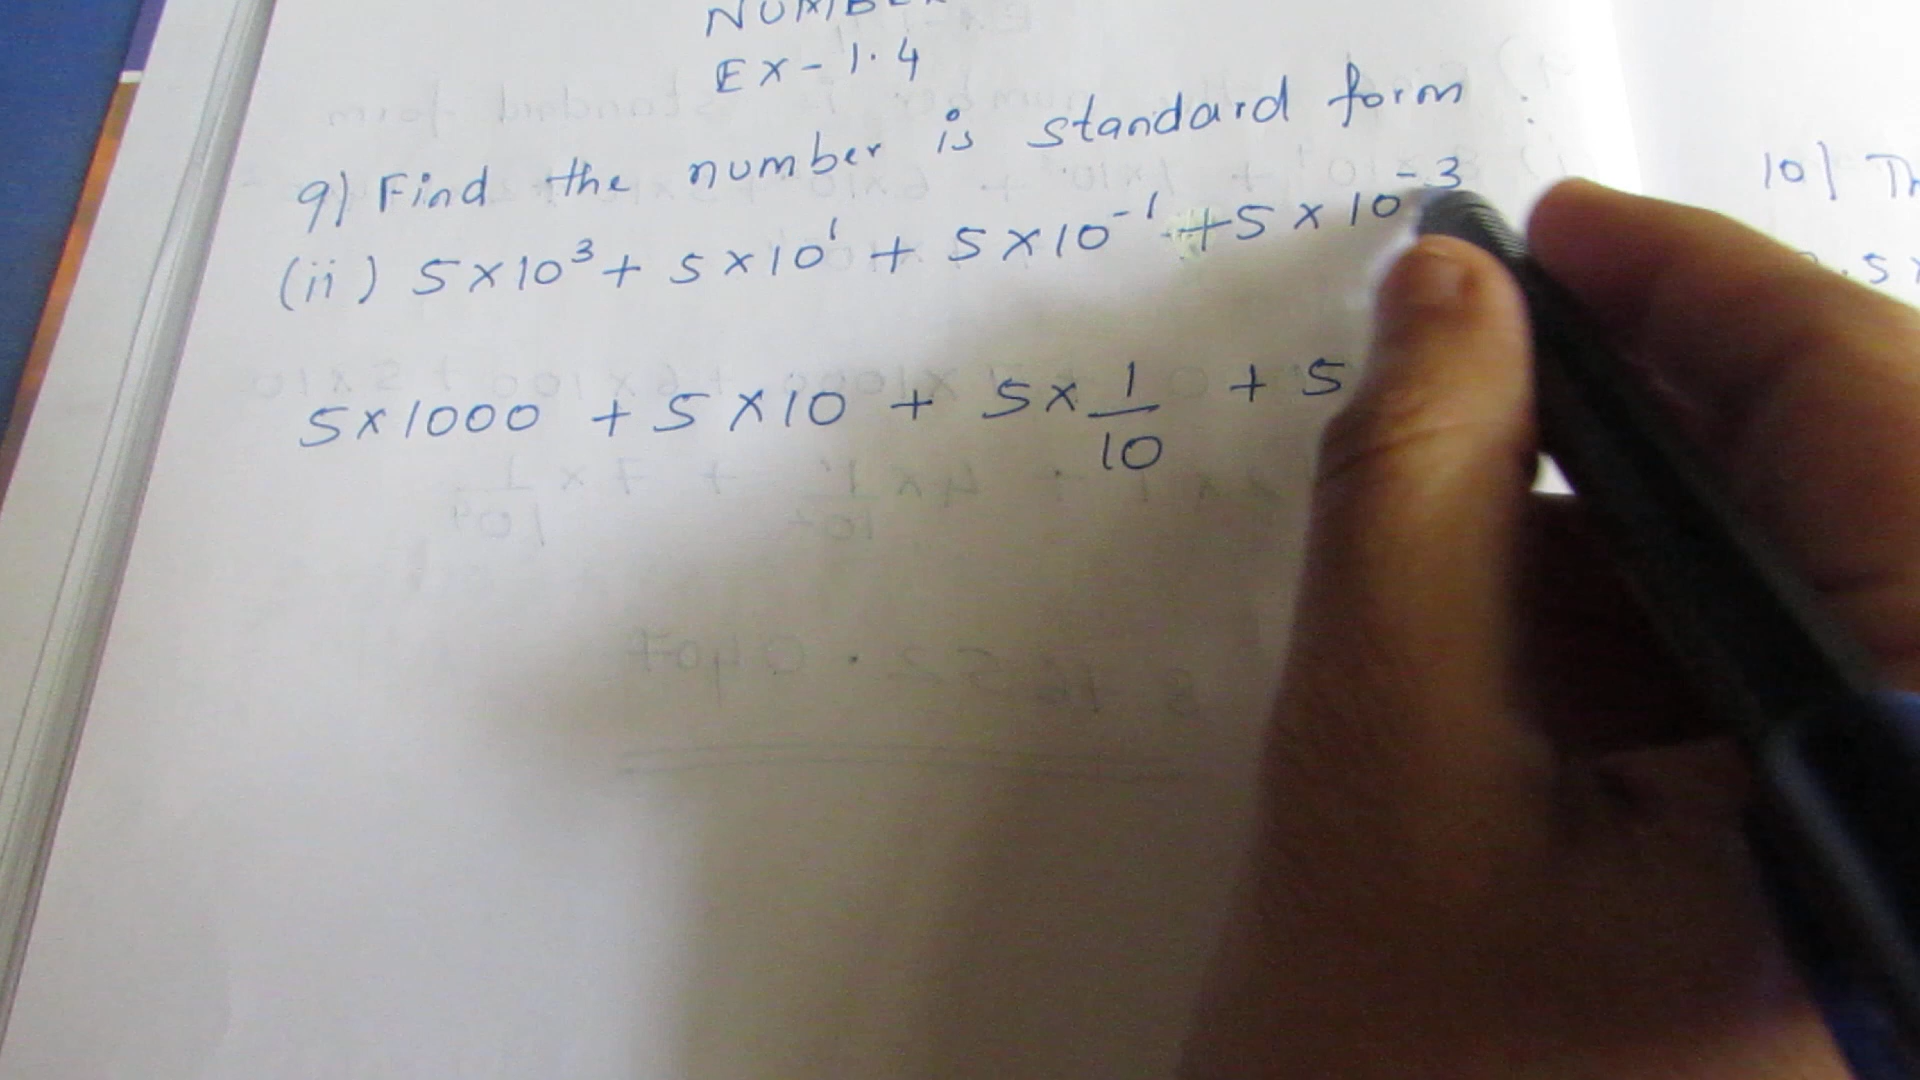 EX-1.4
9) Find the number is standard form :
(ii) 5×10³ + 5×10¹ + 5×10⁻¹ + 5×10⁻³
5×1000 + 5×10 + 5×1/10 + 5
10)